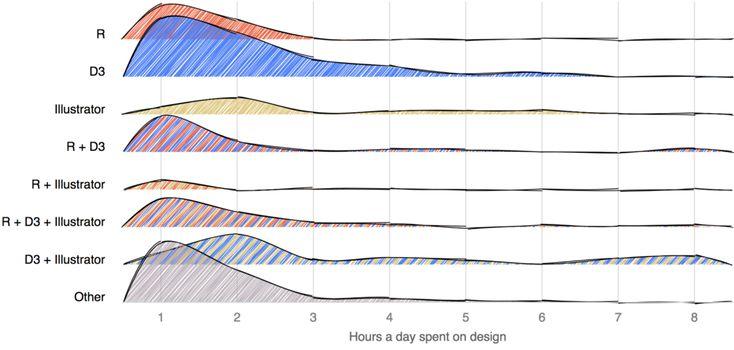 R
D3
Illustrator
R + D3
R + Illustrator
R + D3 + Illustrator
D3 + Illustrator
Other
1 2 3 4 5 6 7 8
Hours a day spent on design